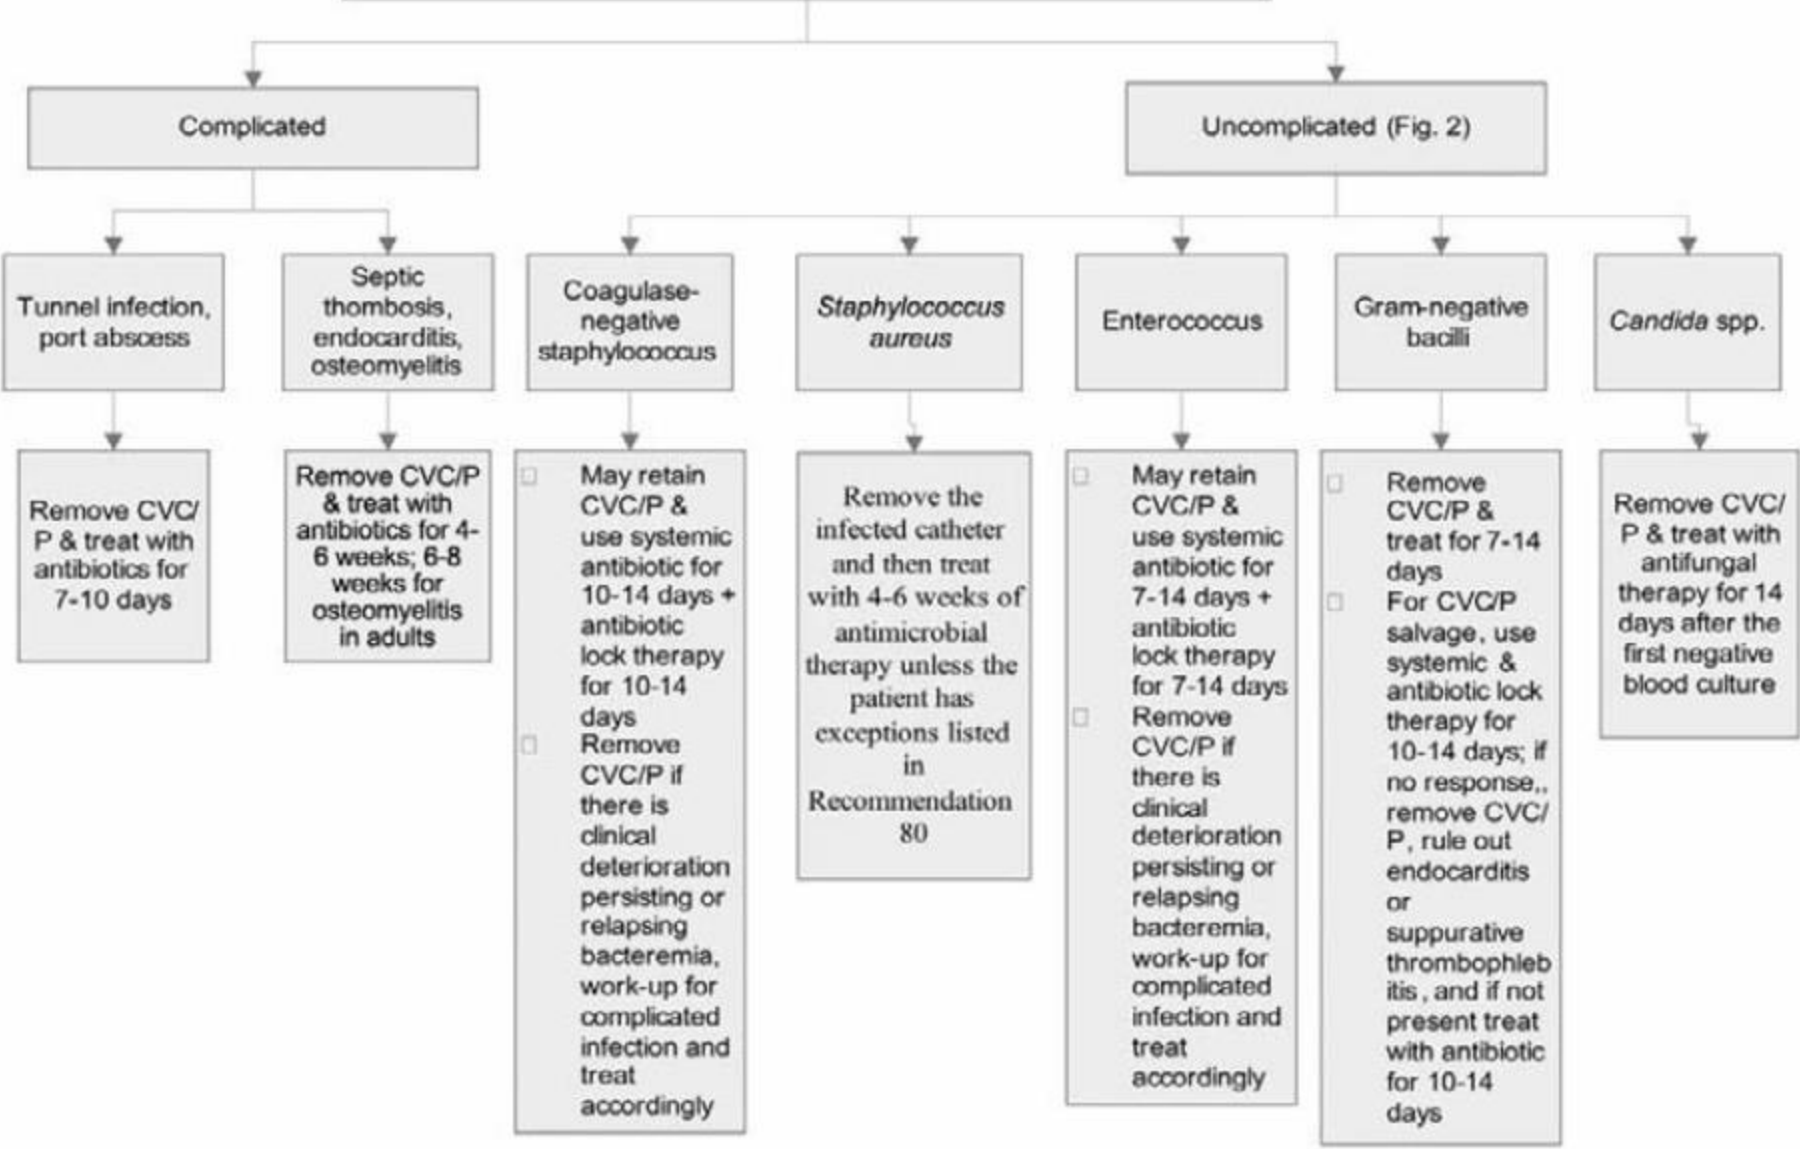 Complicated
Uncomplicated (Fig. 2)
Tunnel infection,
port abscess
Septic
thombosis,
endocarditis,
osteomyelitis
Coagulase-
negative
staphylococcus
Staphylococcus
aureus
Enterococcus
Gram-negative
bacilli
Candida spp.
Remove CVC/
P & treat with
antibiotics for
7-10 days
Remove CVC/P
& treat with
antibiotics for 4-
6 weeks; 6-8
weeks for
osteomyelitis
in adults
May retain
CVC/P &
use systemic
antibiotic for
10-14 days +
antibiotic
lock therapy
for 10-14
days
Remove
CVC/P if
there is
clinical
deterioration
persisting or
relapsing
bacteremia,
work-up for
complicated
infection and
treat
accordingly
Remove the
infected catheter
and then treat
with 4-6 weeks of
antimicrobial
therapy unless the
patient has
exceptions listed
in
Recommendation
80
May retain
CVC/P &
use systemic
antibiotic for
7-14 days +
antibiotic
lock therapy
for 7-14 days
Remove
CVC/P if
there is
clinical
deterioration
persisting or
relapsing
bacteremia,
work-up for
complicated
infection and
treat
accordingly
Remove
CVC/P &
treat for 7-14
days
For CVC/P
salvage, use
systemic &
antibiotic lock
therapy for
10-14 days; if
no response,,
remove CVC/
P, rule out
endocarditis
or
suppurative
thrombophleb
itis, and if not
present treat
with antibiotic
for 10-14
days
Remove CVC/
P & treat with
antifungal
therapy for 14
days after the
first negative
blood culture